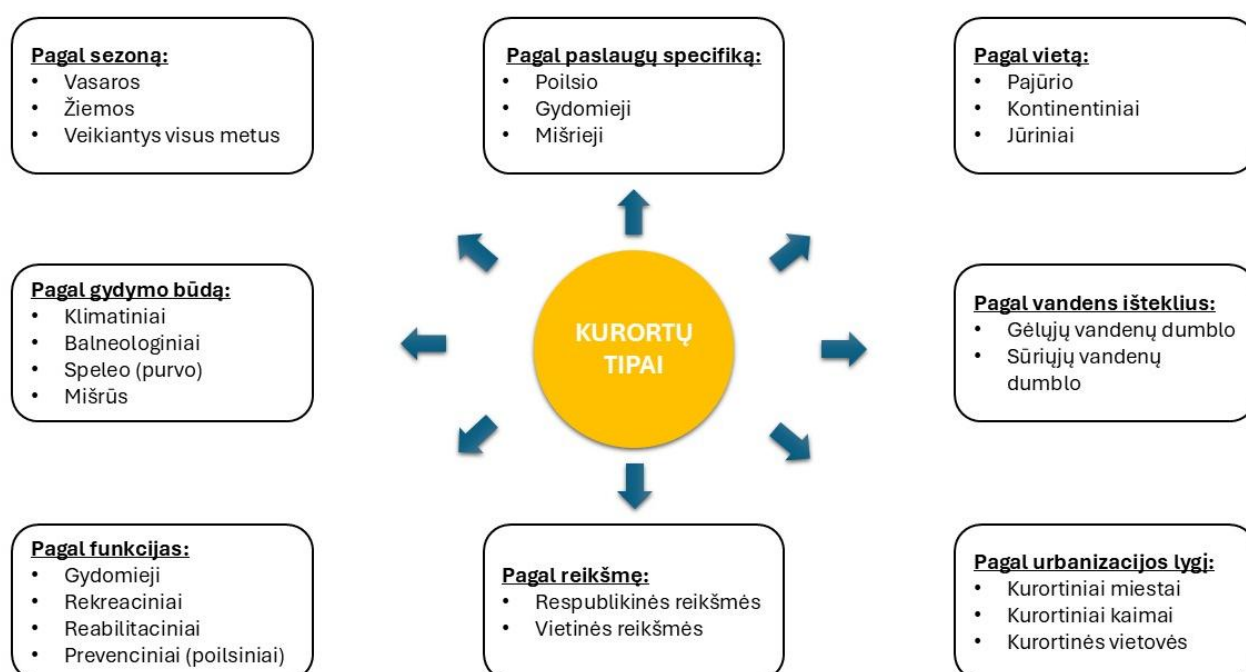 Pagal sezoną:
• Vasaros
• Žiemos
• Veikiantys visus metus
Pagal paslaugų specifiką:
• Poilsio
• Gydomieji
• Mišrieji
Pagal vietą:
• Pajūrio
• Kontinentiniai
• Jūriniai
Pagal gydymo būdą:
• Klimatiniai
• Balneologiniai
• Speleo (purvo)
• Mišrūs
KURORTŲ
TIPAI
Pagal vandens išteklius:
• Gėlųjų vandenų dumblo
• Sūriųjų vandenų
dumblo
Pagal funkcijas:
• Gydomieji
• Rekreaciniai
• Reabilitaciniai
• Prevenciniai (poilsiniai)
Pagal reikšmę:
• Respublikinės reikšmės
• Vietinės reikšmės
Pagal urbanizacijos lygį:
• Kurortiniai miestai
• Kurortiniai kaimai
• Kurortinės vietovės